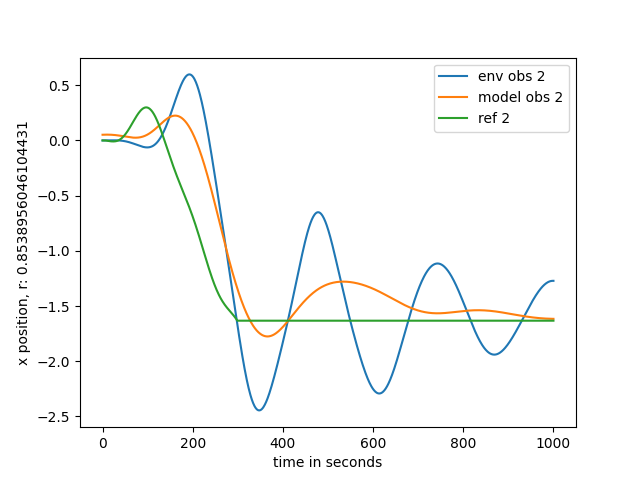 env obs 2
model obs 2
ref 2
0.5
0.0
−0.5
−1.0
−1.5
−2.0
−2.5
0 200 400 600 800 1000
time in seconds
x position, r: 0.8538956046104431